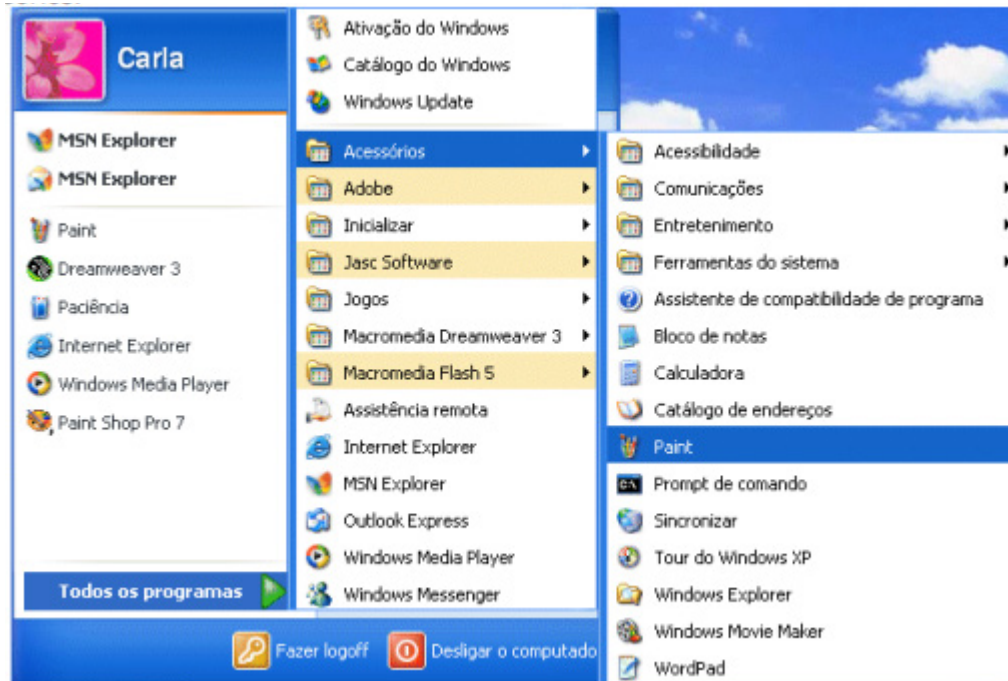 Carla
MSN Explorer
MSN Explorer
Paint
Dreamweaver 3
Paciência
Internet Explorer
Windows Media Player
Paint Shop Pro 7
Todos os programas
Ativação do Windows
Catálogo do Windows
Windows Update
Acessórios
Adobe
Inicializar
Jasc Software
Jogos
Macromedia Dreamweaver 3
Macromedia Flash 5
Assistência remota
Internet Explorer
MSN Explorer
Outlook Express
Windows Media Player
Windows Messenger
Acessibilidade
Comunicações
Entretenimento
Ferramentas do sistema
Assistente de compatibilidade de programa
Bloco de notas
Calculadora
Catálogo de endereços
Paint
Prompt de comando
Sincronizar
Tour do Windows XP
Windows Explorer
Windows Movie Maker
WordPad
Fazer logoff
Desligar o computado